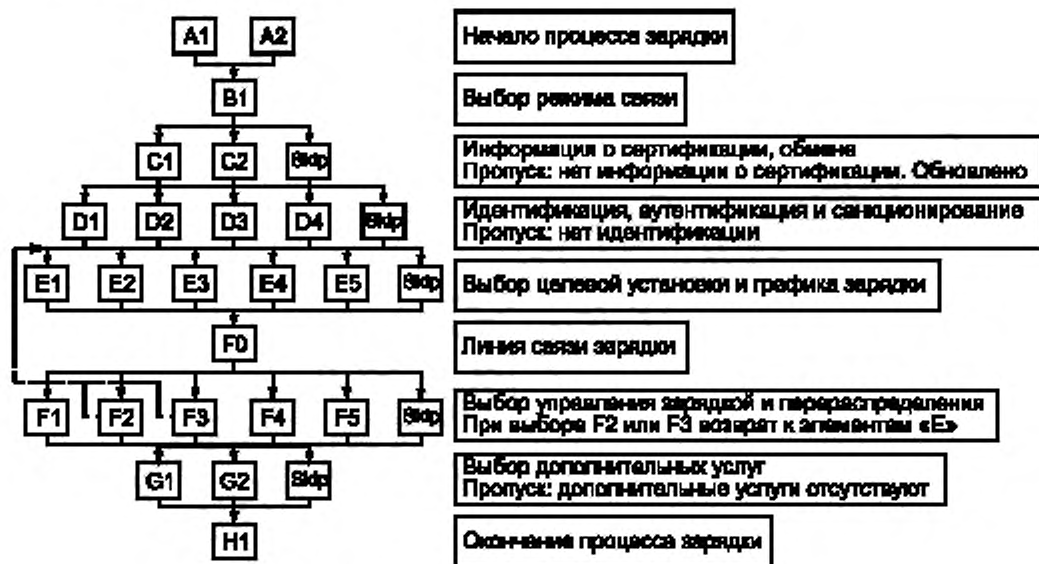 A1 A2 Начало процесса зарядки
B1 Выбор режима связи
C1 C2 Skip Информация о сертификации, обмена
Пропуск: нет информации о сертификации. Обновлено
D1 D2 D3 D4 Skip Идентификация, аутентификация и санкционирование
Пропуск: нет идентификации
E1 E2 E3 E4 E5 Skip Выбор целевой установки и графика зарядки
F0 Линия связи зарядки
F1 F2 F3 F4 F5 Skip Выбор управления зарядкой и перераспределения
При выборе F2 или F3 возврат к элементам «E»
G1 G2 Skip Выбор дополнительных услуг
Пропуск: дополнительные услуги отсутствуют
H1 Окончание процесса зарядки